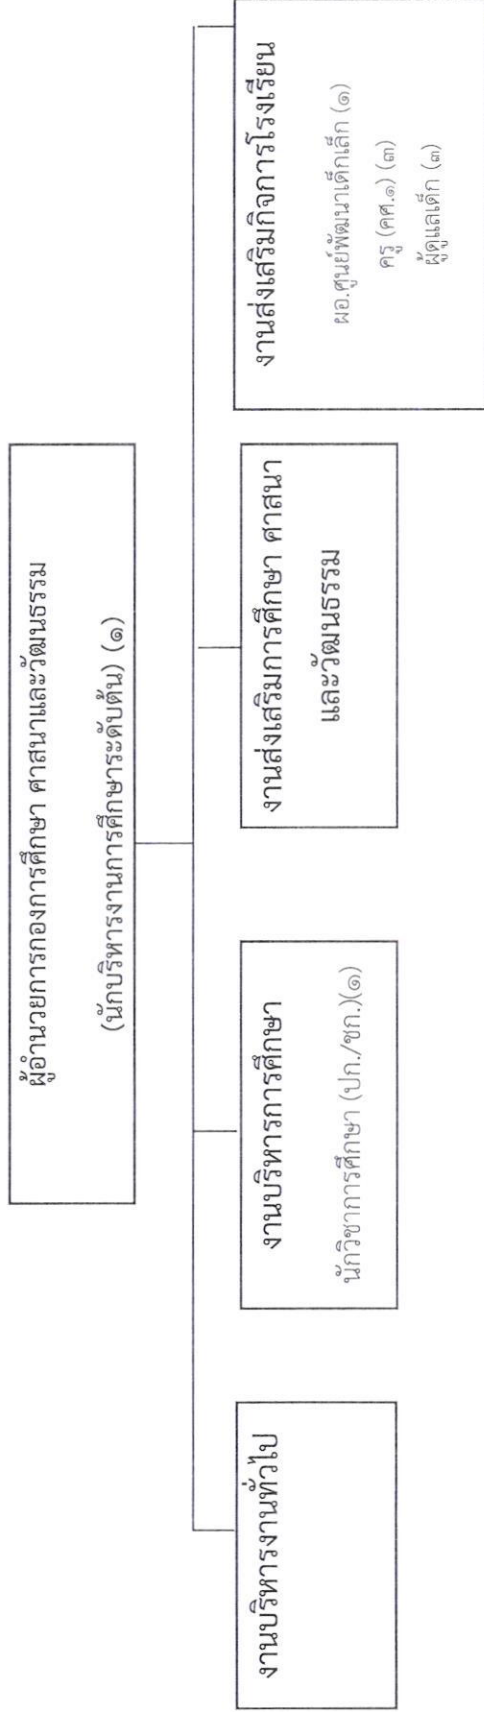 ผู้อำนวยการกองการศึกษา ศาสนาและวัฒนธรรม
(นักบริหารงานการศึกษาระดับต้น) (๑)
งานบริหารงานทั่วไป
งานบริหารการศึกษา
นักวิชาการศึกษา (ปก./ชก.)(๑)
งานส่งเสริมการศึกษา ศาสนา
และวัฒนธรรม
งานส่งเสริมกิจการโรงเรียน
ผอ.ศูนย์พัฒนาเด็กเล็ก (๑)
ครู (คศ.๑) (๓)
ผู้ดูแลเด็ก (๓)